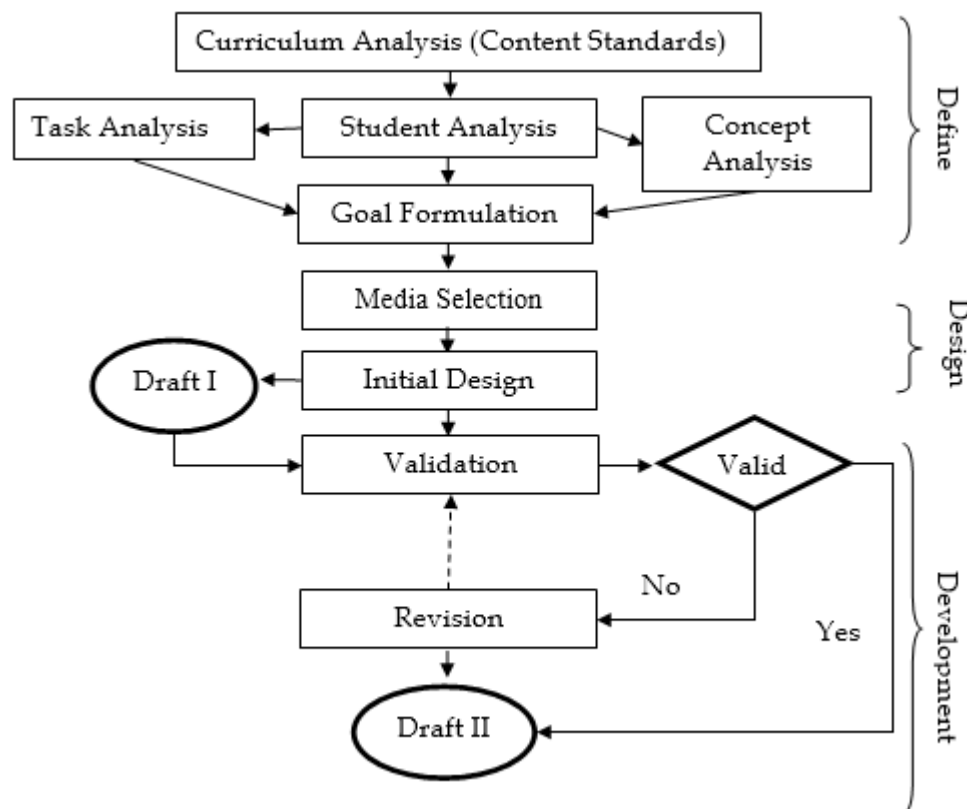 Curriculum Analysis (Content Standards)
Task Analysis
Student Analysis
Concept
Analysis
Define
Goal Formulation
Media Selection
Design
Draft I
Initial Design
Validation
Valid
No
Revision
Yes
Development
Draft II